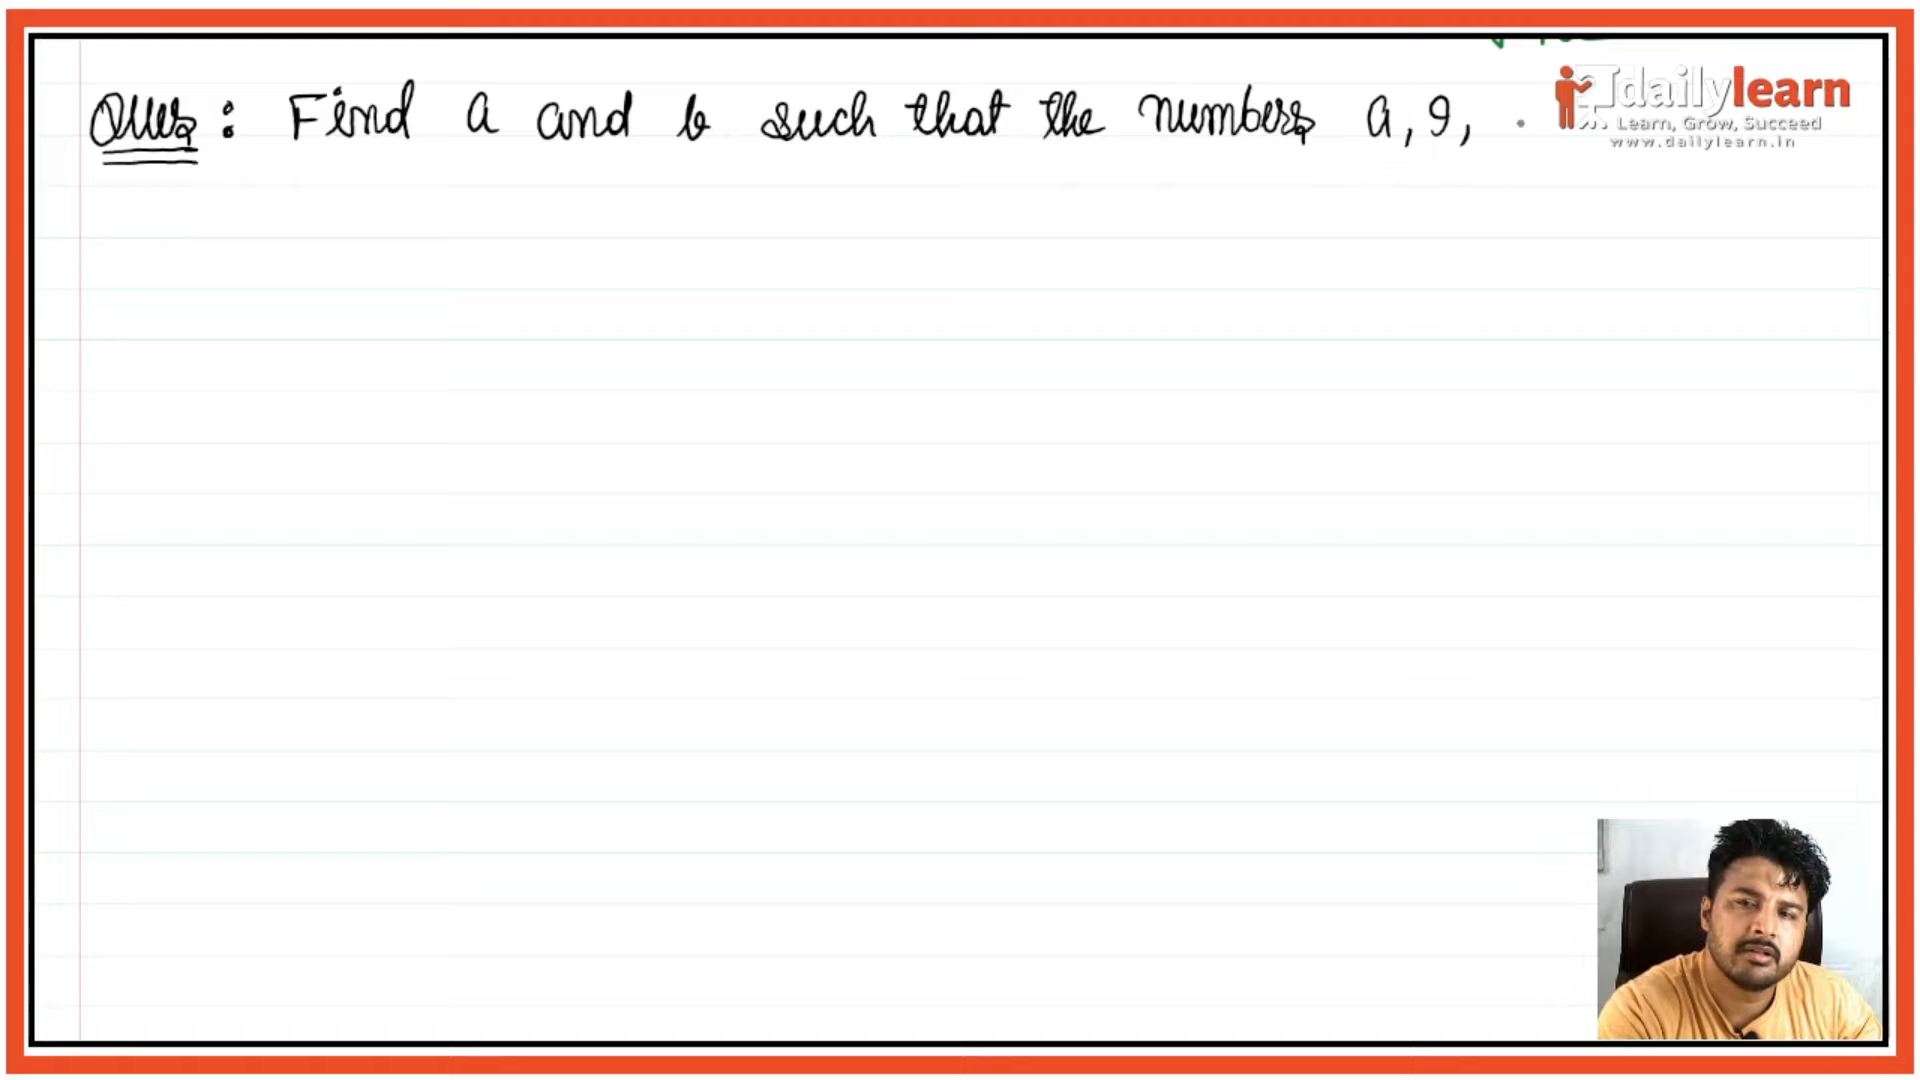 Ques : Find a and b such that the numbers a, 9,
dailylearn
Learn, Grow, Succeed
www.dailylearn.in